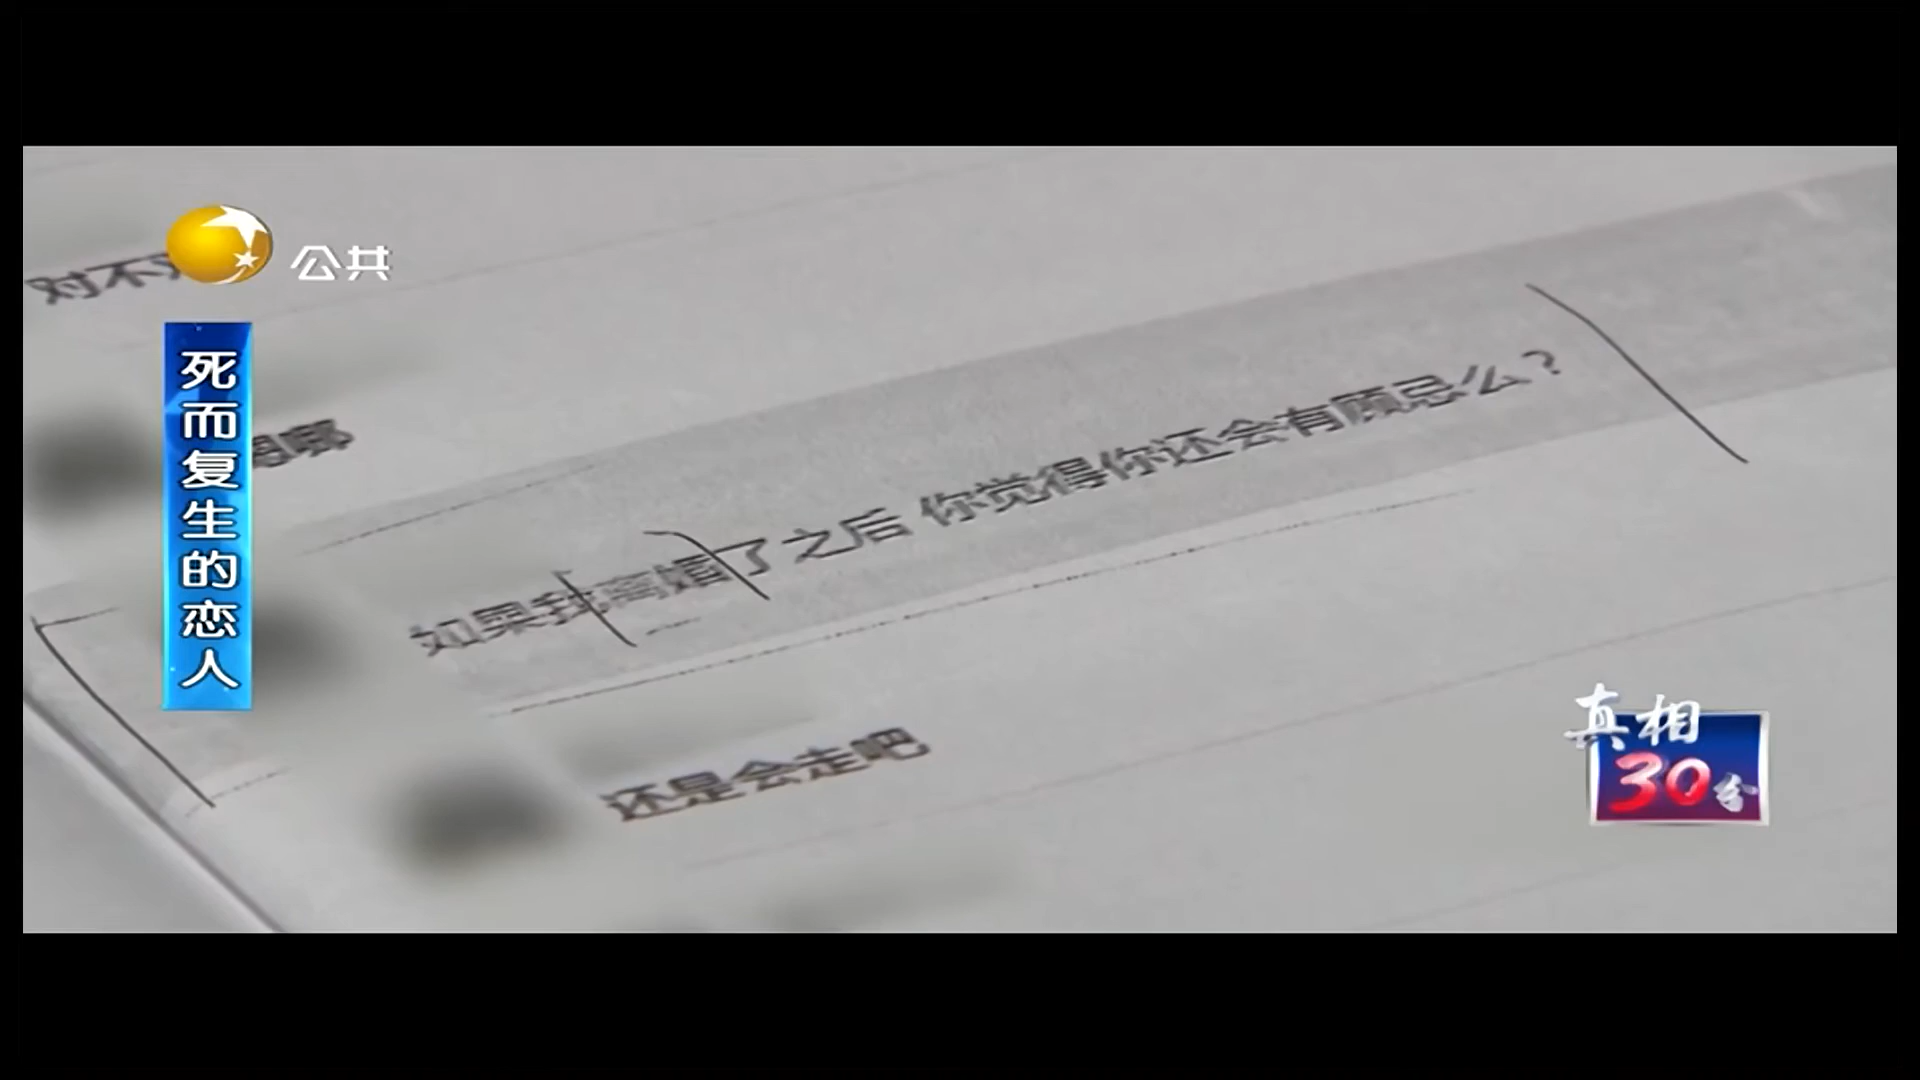 公共
对不
死而复生的恋人
嗯哪
如果我离婚了之后 你觉得你还会有顾忌么？
还是会走吧
真相
30分